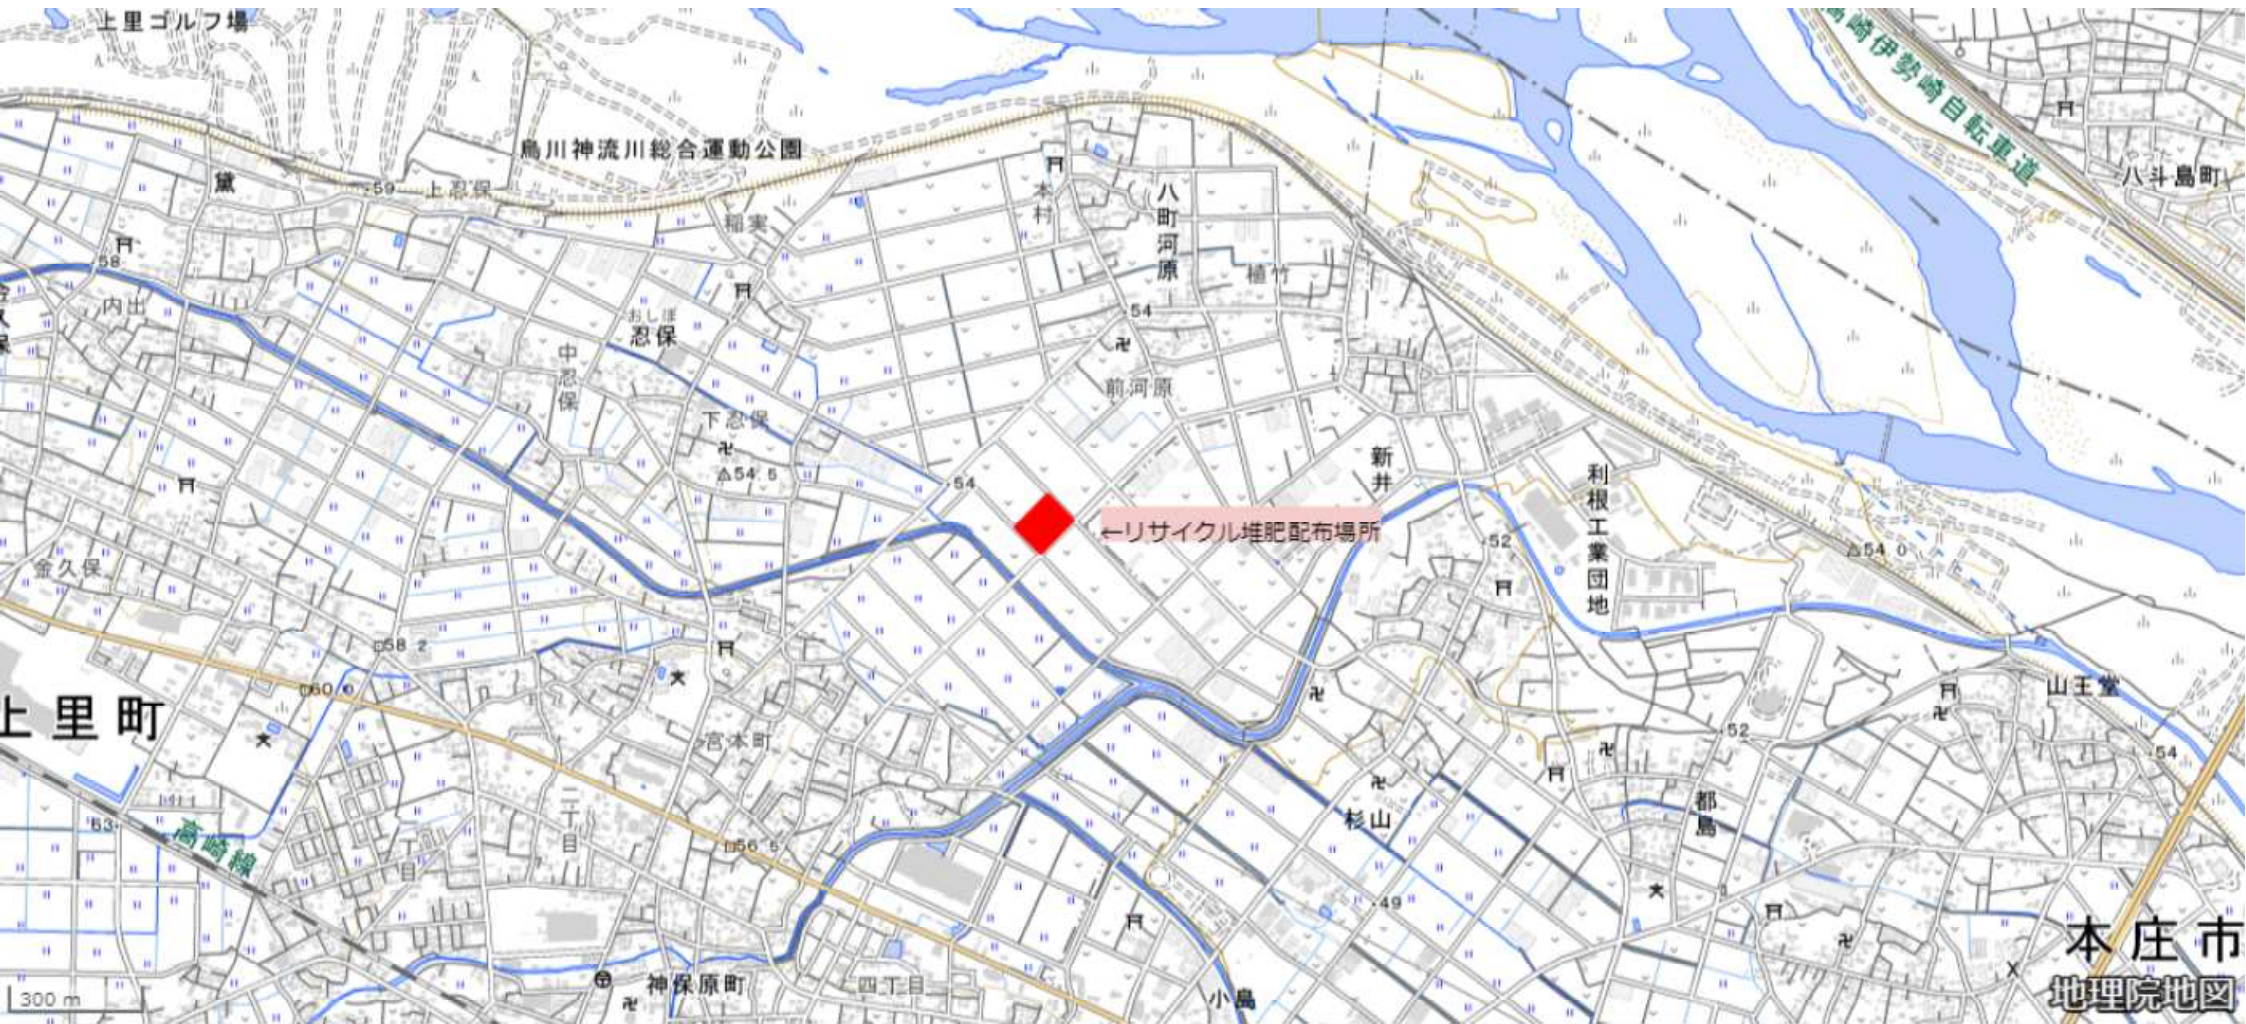 上里ゴルフ場
高崎伊勢崎自転車道
八斗島町
烏川神流川総合運動公園
黛
59
上忍保
稲実
本村
八町河原
58
内出
植竹
54
おしぼ
忍保
中忍保
前河原
下忍保
54.5
54
新井
利根工業団地
←リサイクル堆肥配布場所
52
54.0
金久保
58.2
60.0
上里町
山王堂
宮本町
52
54
二丁目
杉山
都島
63
高崎線
56.5
一丁目
49
本庄市
神保原町
四丁目
小島
300 m
地理院地図